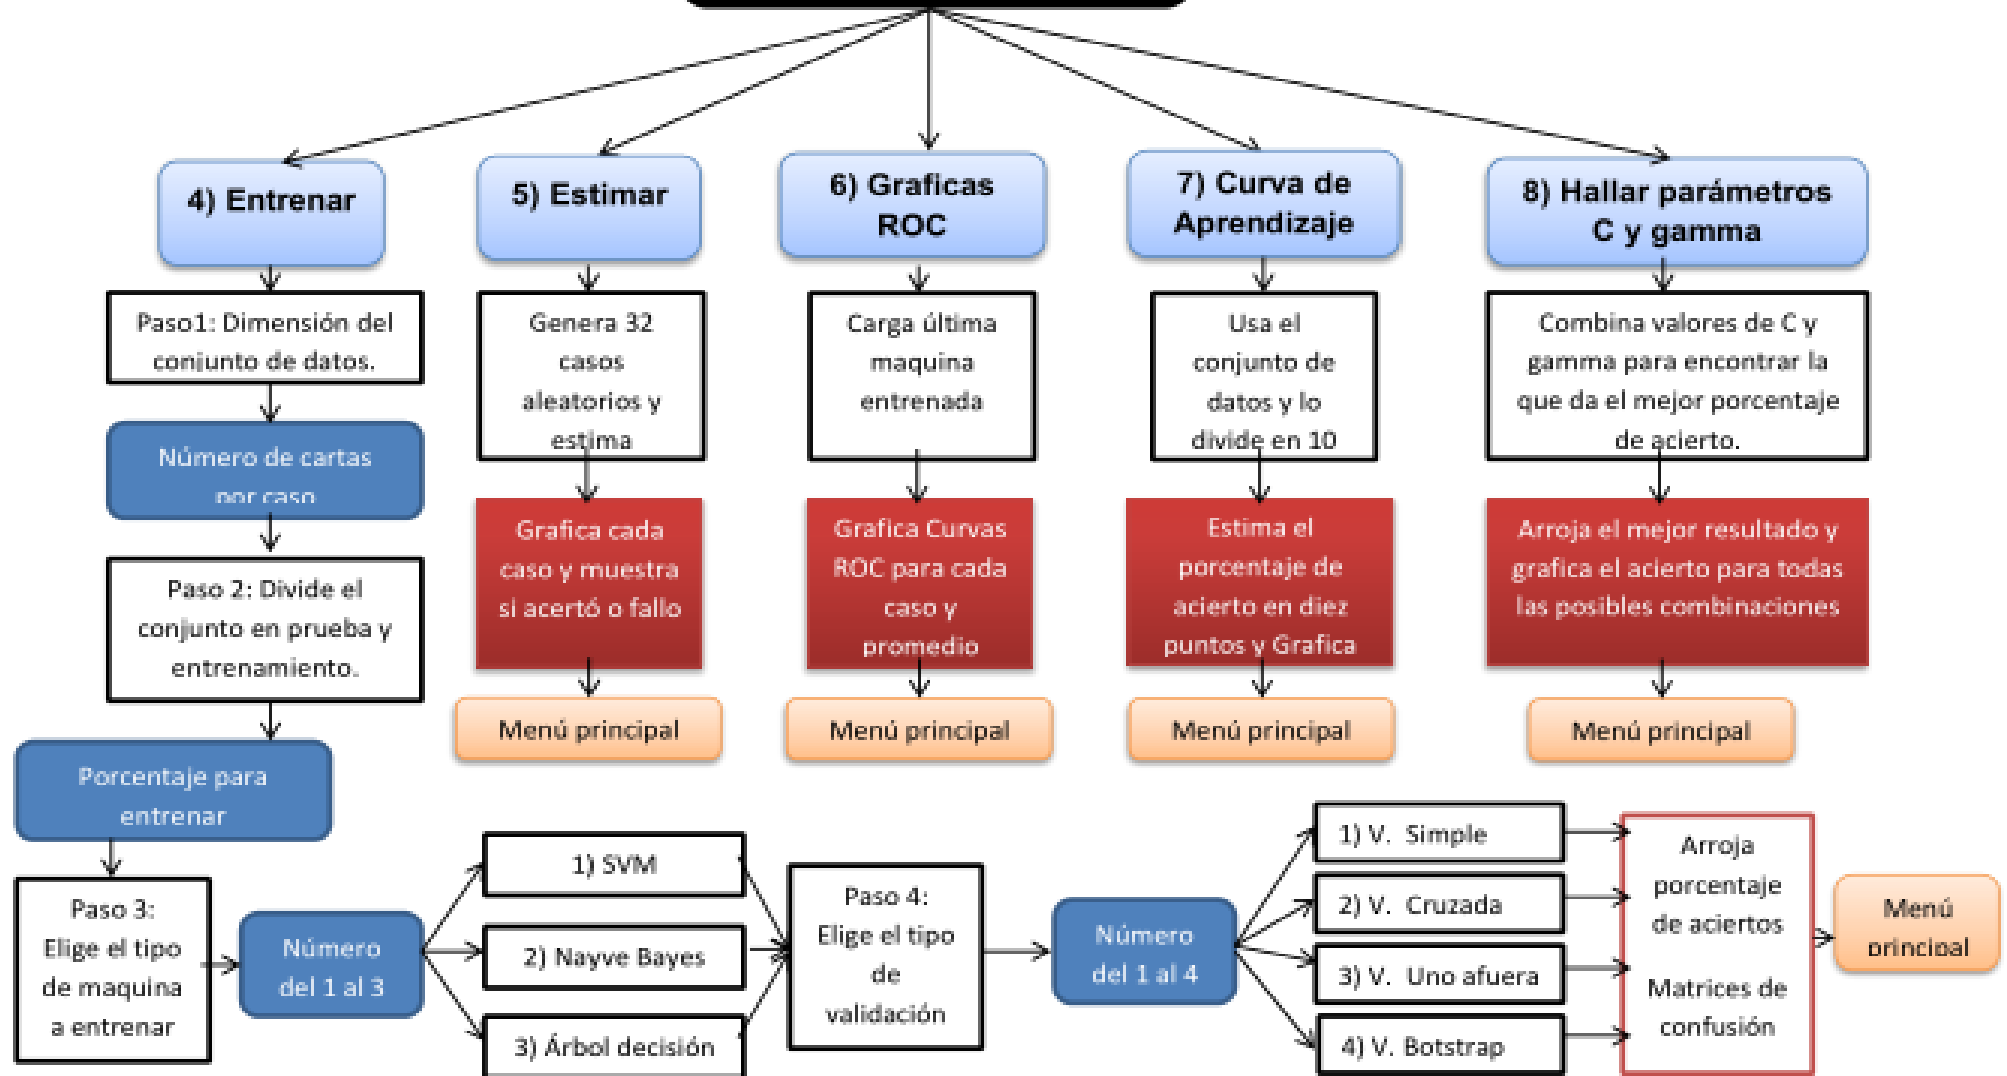 4) Entrenar
5) Estimar
6) Graficas
ROC
7) Curva de
Aprendizaje
8) Hallar parámetros
C y gamma
Paso1: Dimensión del
conjunto de datos.
Número de cartas
por caso
Paso 2: Divide el
conjunto en prueba y
entrenamiento.
Porcentaje para
entrenar
Genera 32
casos
aleatorios y
estima
Grafica cada
caso y muestra
si acertó o fallo
Menú principal
Carga última
maquina
entrenada
Grafica Curvas
ROC para cada
caso y
promedio
Menú principal
Usa el
conjunto de
datos y lo
divide en 10
Estima el
porcentaje de
acierto en diez
puntos y Grafica
Menú principal
Combina valores de C y
gamma para encontrar la
que da el mejor porcentaje
de acierto.
Arroja el mejor resultado y
grafica el acierto para todas
las posibles combinaciones
Menú principal
Paso 3:
Elige el tipo
de maquina
a entrenar
Número
del 1 al 3
1) SVM
2) Nayve Bayes
3) Árbol decisión
Paso 4:
Elige el tipo
de
validación
Número
del 1 al 4
1) V. Simple
2) V. Cruzada
3) V. Uno afuera
4) V. Botstrap
Arroja
porcentaje
de aciertos
Matrices de
confusión
Menú
principal